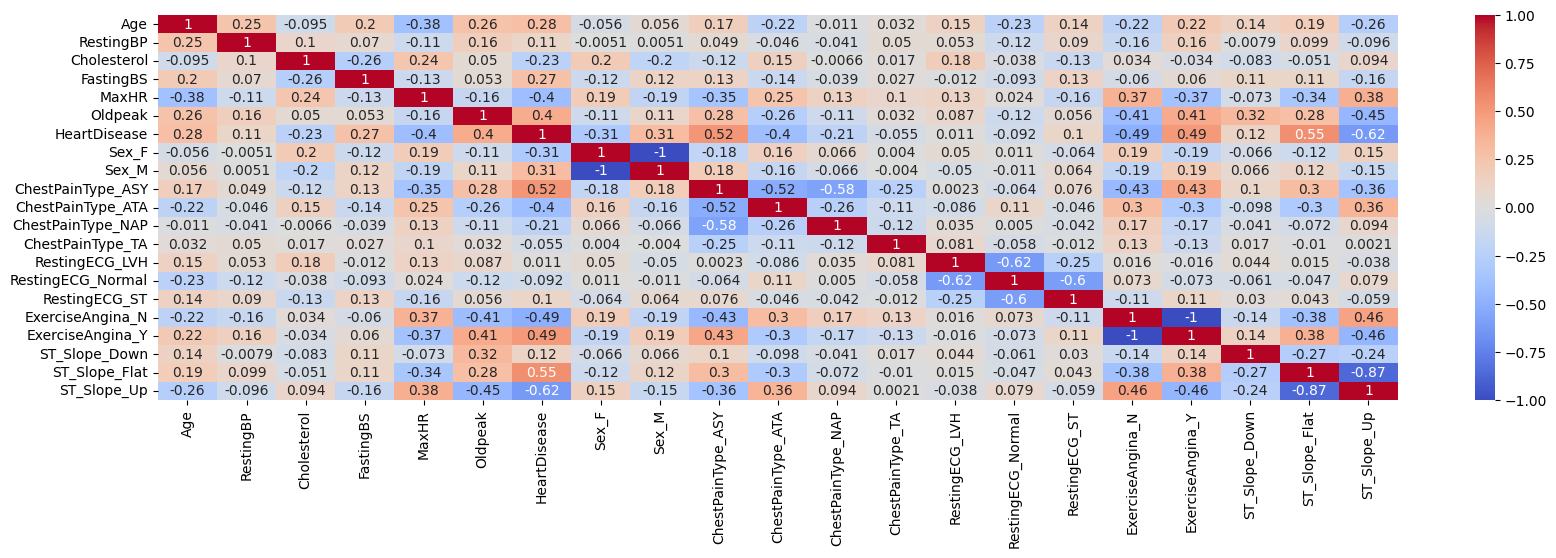 Age 1 0.25 -0.095 0.2 -0.38 0.26 0.28 -0.056 0.056 0.17 -0.22 -0.011 0.032 0.15 -0.23 0.14 -0.22 0.22 0.14 0.19 -0.26 1.00
RestingBP 0.25 1 0.1 0.07 -0.11 0.16 0.11 -0.0051 0.0051 0.049 -0.046 -0.041 0.05 0.053 -0.12 0.09 -0.16 0.16 -0.0079 0.099 -0.096
Cholesterol -0.095 0.1 1 -0.26 0.24 0.05 -0.23 0.2 -0.2 -0.12 0.15 -0.0066 0.017 0.18 -0.038 -0.13 0.034 -0.034 -0.083 -0.051 0.094
0.75
FastingBS 0.2 0.07 -0.26 1 -0.13 0.053 0.27 -0.12 0.12 0.13 -0.14 -0.039 0.027 -0.012 -0.093 0.13 -0.06 0.06 0.11 0.11 -0.16
MaxHR -0.38 -0.11 0.24 -0.13 1 -0.16 -0.4 0.19 -0.19 -0.35 0.25 0.13 0.1 0.13 0.024 -0.16 0.37 -0.37 -0.073 -0.34 0.38
0.50
Oldpeak 0.26 0.16 0.05 0.053 -0.16 1 0.4 -0.11 0.11 0.28 -0.26 -0.11 0.032 0.087 -0.12 0.056 -0.41 0.41 0.32 0.28 -0.45
HeartDisease 0.28 0.11 -0.23 0.27 -0.4 0.4 1 -0.31 0.31 0.52 -0.4 -0.21 -0.055 0.011 -0.092 0.1 -0.49 0.49 0.12 0.55 -0.62
Sex_F -0.056 -0.0051 0.2 -0.12 0.19 -0.11 -0.31 1 -1 -0.18 0.16 0.066 0.004 0.05 0.011 -0.064 0.19 -0.19 -0.066 -0.12 0.15
0.25
Sex_M 0.056 0.0051 -0.2 0.12 -0.19 0.11 0.31 -1 1 0.18 -0.16 -0.066 -0.004 -0.05 -0.011 0.064 -0.19 0.19 0.066 0.12 -0.15
ChestPainType_ASY 0.17 0.049 -0.12 0.13 -0.35 0.28 0.52 -0.18 0.18 1 -0.52 -0.58 -0.25 0.0023 -0.064 0.076 -0.43 0.43 0.1 0.3 -0.36
ChestPainType_ATA -0.22 -0.046 0.15 -0.14 0.25 -0.26 -0.4 0.16 -0.16 -0.52 1 -0.26 -0.11 -0.086 0.11 -0.046 0.3 -0.3 -0.098 -0.3 0.36
0.00
ChestPainType_NAP -0.011 -0.041 -0.0066 -0.039 0.13 -0.11 -0.21 0.066 -0.066 -0.58 -0.26 1 -0.12 0.035 0.005 -0.042 0.17 -0.17 -0.041 -0.072 0.094
ChestPainType_TA 0.032 0.05 0.017 0.027 0.1 0.032 -0.055 0.004 -0.004 -0.25 -0.11 -0.12 1 0.081 -0.058 -0.012 0.13 -0.13 0.017 -0.01 0.0021
-0.25
RestingECG_LVH 0.15 0.053 0.18 -0.012 0.13 0.087 0.011 0.05 -0.05 0.0023 -0.086 0.035 0.081 1 -0.62 -0.25 0.016 -0.016 0.044 0.015 -0.038
RestingECG_Normal -0.23 -0.12 -0.038 -0.093 0.024 -0.12 -0.092 0.011 -0.011 -0.064 0.11 0.005 -0.058 -0.62 1 -0.6 0.073 -0.073 -0.061 -0.047 0.079
-0.50
RestingECG_ST 0.14 0.09 -0.13 0.13 -0.16 0.056 0.1 -0.064 0.064 0.076 -0.046 -0.042 -0.012 -0.25 -0.6 1 -0.11 0.11 0.03 0.043 -0.059
ExerciseAngina_N -0.22 -0.16 0.034 -0.06 0.37 -0.41 -0.49 0.19 -0.19 -0.43 0.3 0.17 0.13 0.016 0.073 -0.11 1 -1 -0.14 -0.38 0.46
ExerciseAngina_Y 0.22 0.16 -0.034 0.06 -0.37 0.41 0.49 -0.19 0.19 0.43 -0.3 -0.17 -0.13 -0.016 -0.073 0.11 -1 1 0.14 0.38 -0.46
-0.75
ST_Slope_Down 0.14 -0.0079 -0.083 0.11 -0.073 0.32 0.12 -0.066 0.066 0.1 -0.098 -0.041 0.017 0.044 -0.061 0.03 -0.14 0.14 1 -0.27 -0.24
ST_Slope_Flat 0.19 0.099 -0.051 0.11 -0.34 0.28 0.55 -0.12 0.12 0.3 -0.3 -0.072 -0.01 0.015 -0.047 0.043 -0.38 0.38 -0.27 1 -0.87
ST_Slope_Up -0.26 -0.096 0.094 -0.16 0.38 -0.45 -0.62 0.15 -0.15 -0.36 0.36 0.094 0.0021 -0.038 0.079 -0.059 0.46 -0.46 -0.24 -0.87 1
-1.00
Age
RestingBP
Cholesterol
FastingBS
MaxHR
Oldpeak
HeartDisease
Sex_F
Sex_M
ChestPainType_ASY
ChestPainType_ATA
ChestPainType_NAP
ChestPainType_TA
RestingECG_LVH
RestingECG_Normal
RestingECG_ST
ExerciseAngina_N
ExerciseAngina_Y
ST_Slope_Down
ST_Slope_Flat
ST_Slope_Up